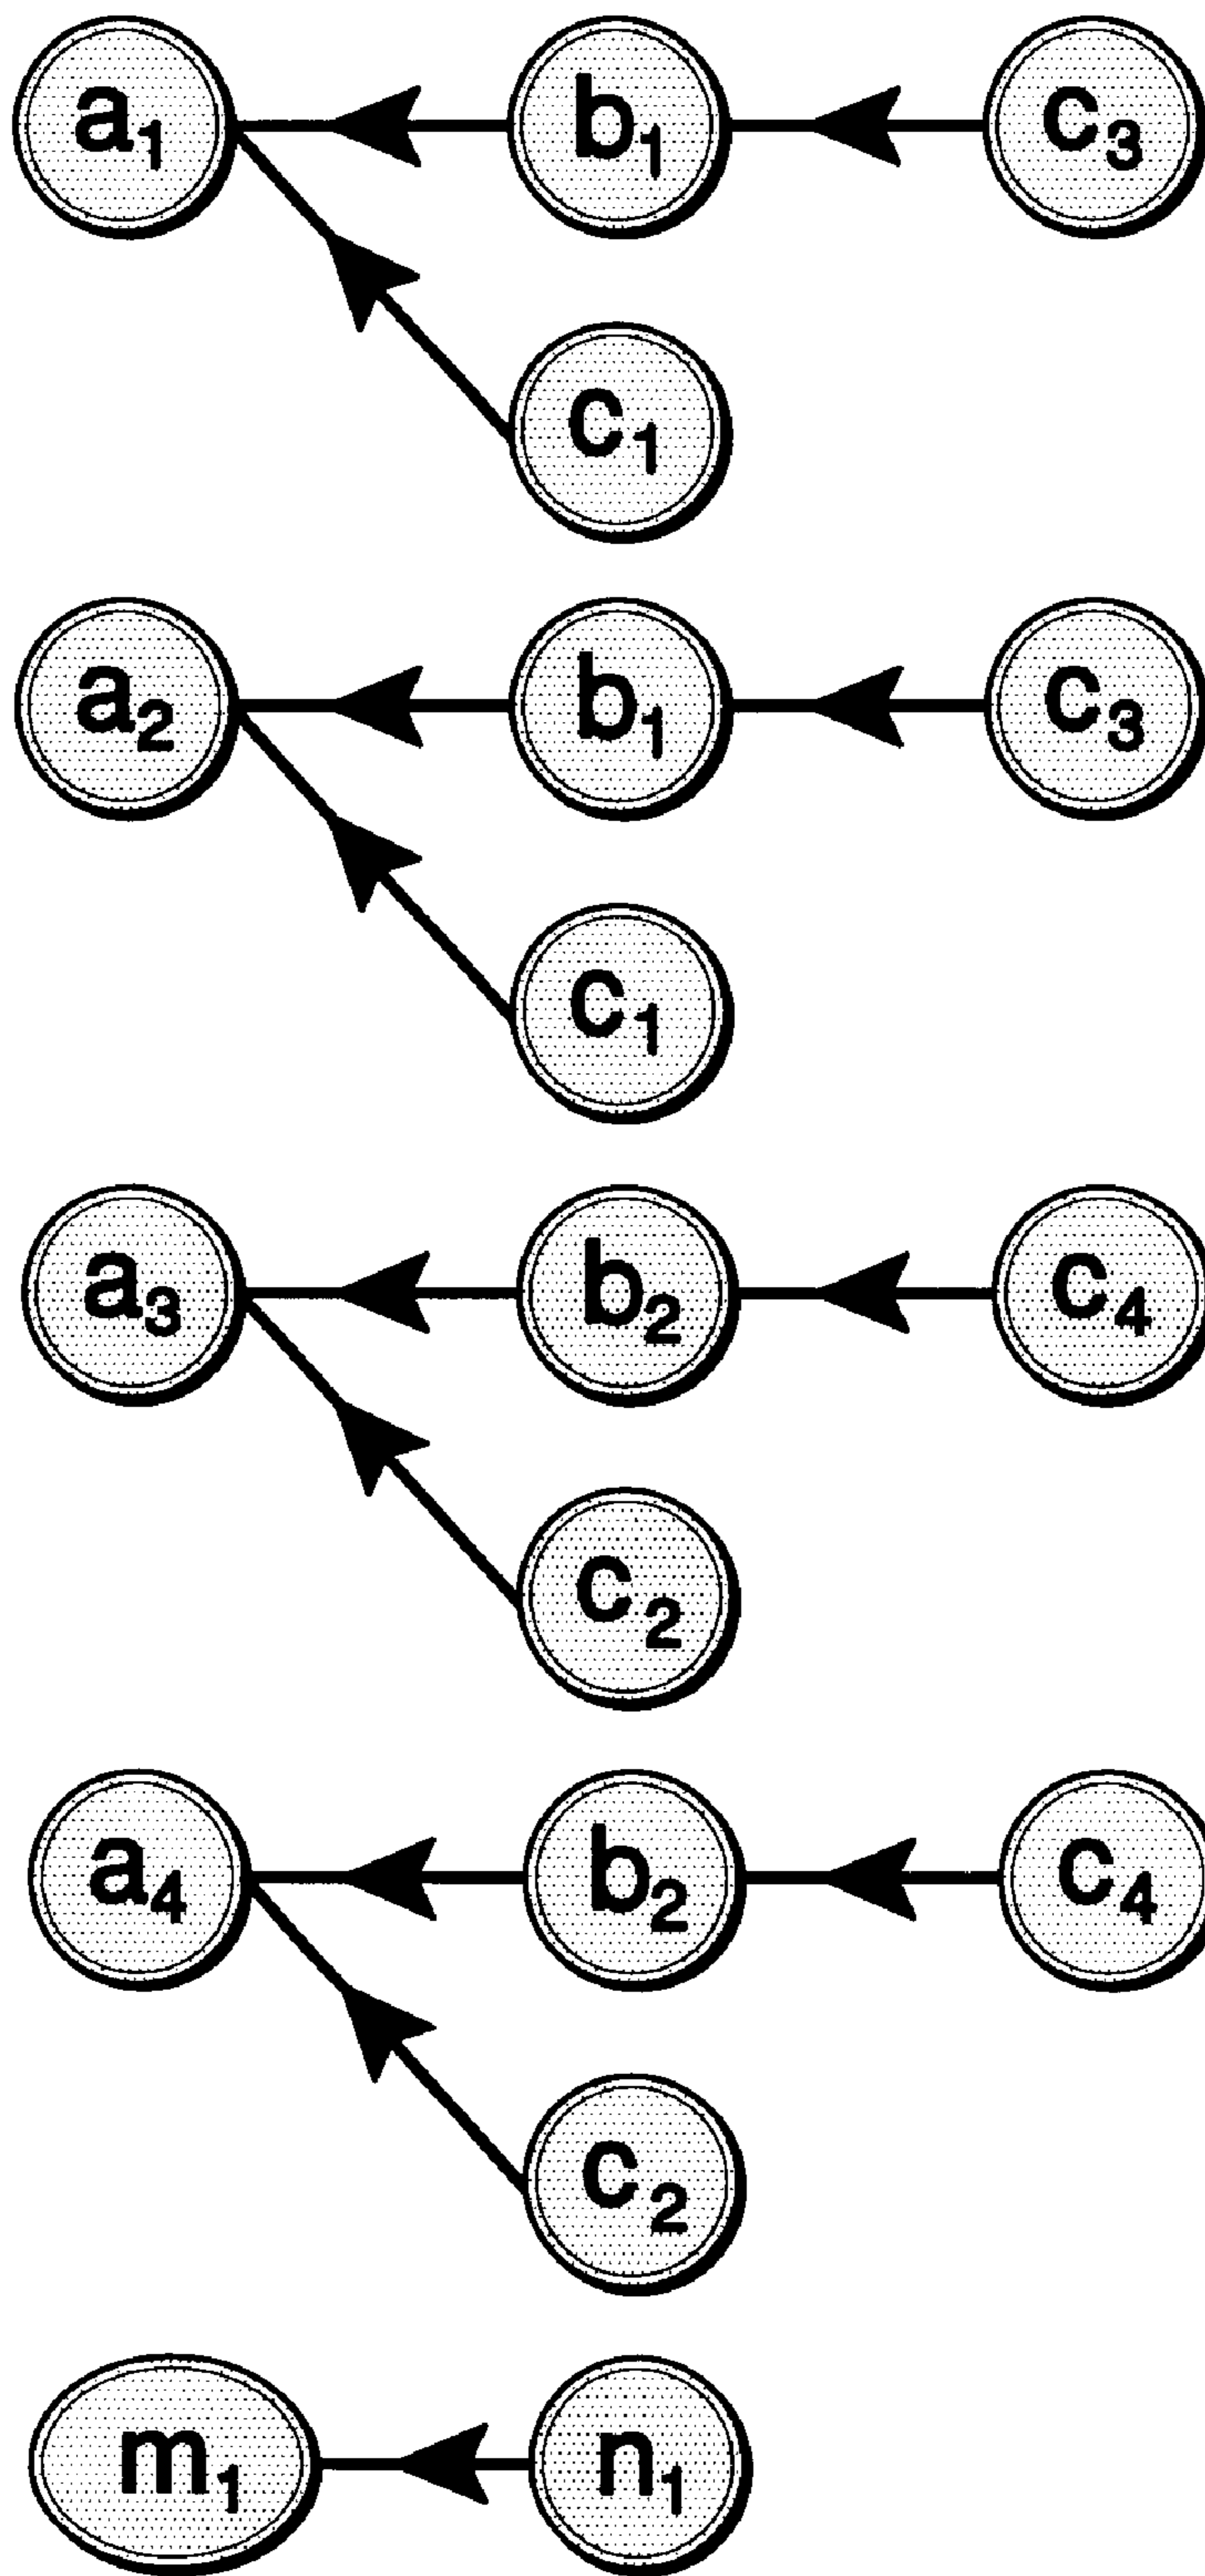 a₁ b₁ c₃
c₁
a₂ b₁ c₃
c₁
a₃ b₂ c₄
c₂
a₄ b₂ c₄
c₂
m₁ n₁